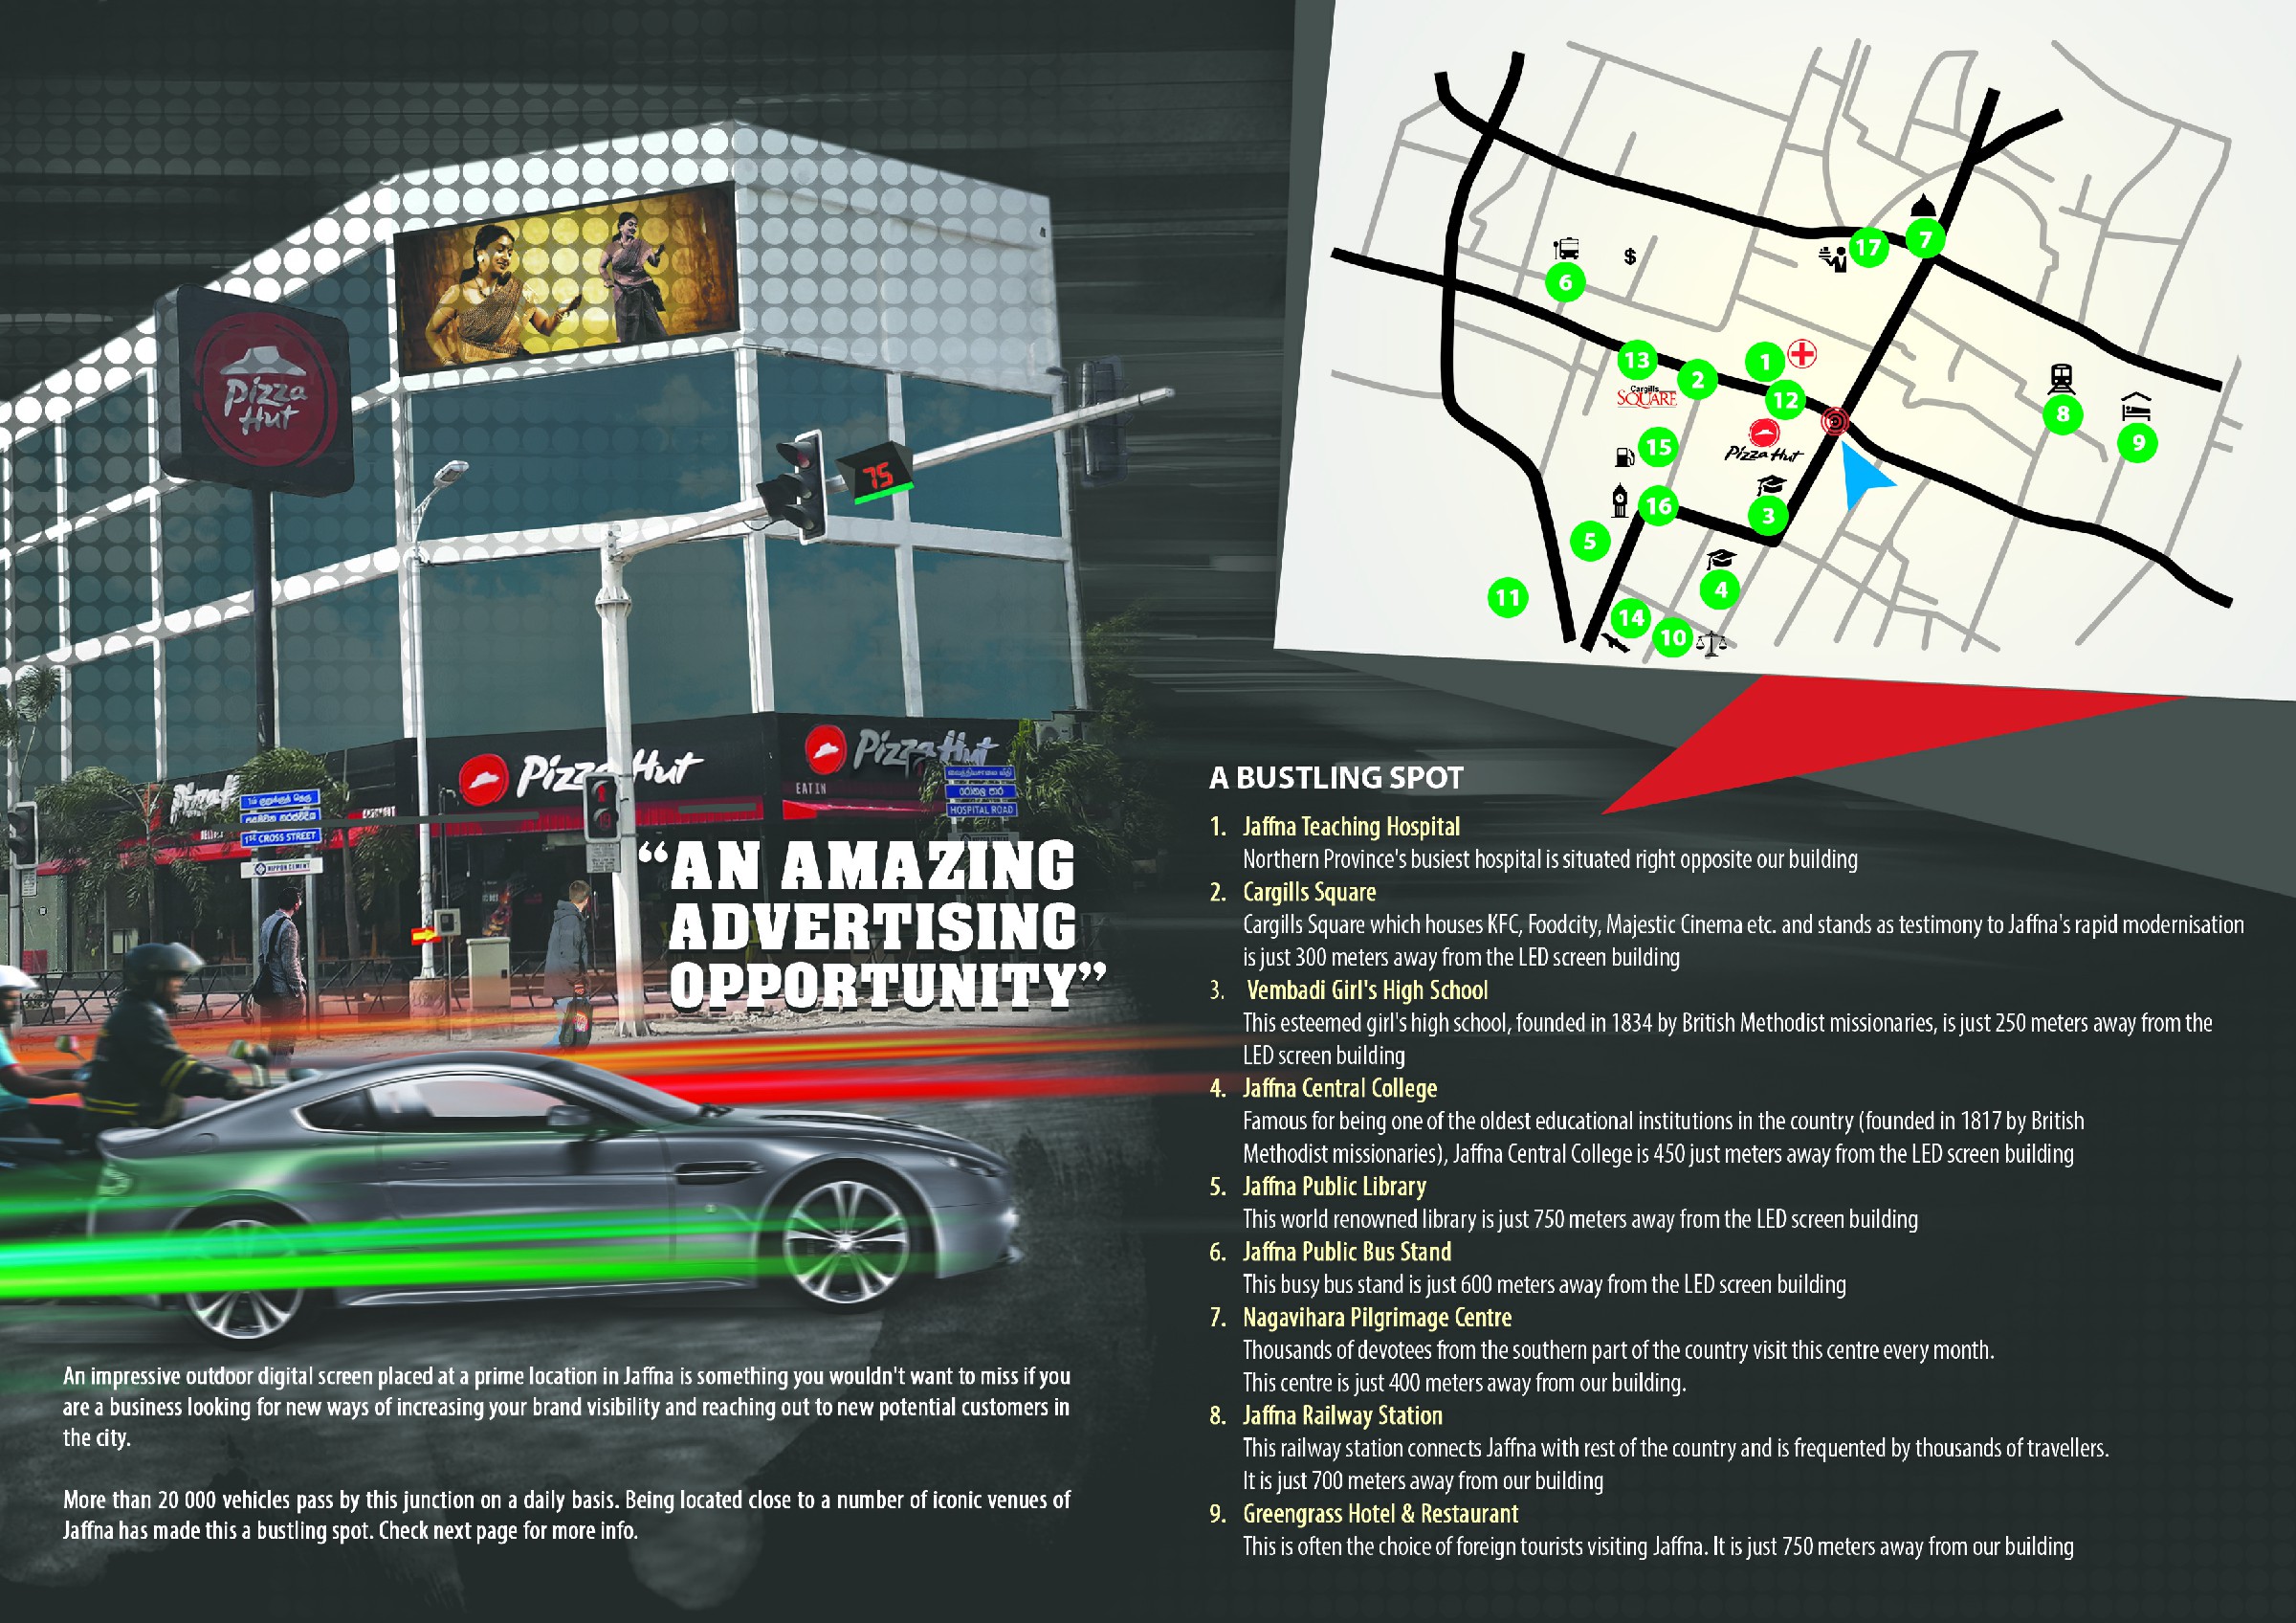 Pizza
Hut
75
Pizza Hut
Pizza Hut
EAT IN
1ST CROSS STREET
NIPPON CEMENT
HOSPITAL ROAD
“AN AMAZING
ADVERTISING
OPPORTUNITY”
An impressive outdoor digital screen placed at a prime location in Jaffna is something you wouldn't want to miss if you
are a business looking for new ways of increasing your brand visibility and reaching out to new potential customers in
the city.
More than 20 000 vehicles pass by this junction on a daily basis. Being located close to a number of iconic venues of
Jaffna has made this a bustling spot. Check next page for more info.
17
7
6
$
13
2
1
12
Cargills
SQUARE
Pizza Hut
8
9
15
16
3
5
4
11
14
10
A BUSTLING SPOT
1. Jaffna Teaching Hospital
Northern Province's busiest hospital is situated right opposite our building
2. Cargills Square
Cargills Square which houses KFC, Foodcity, Majestic Cinema etc. and stands as testimony to Jaffna's rapid modernisation
is just 300 meters away from the LED screen building
3. Vembadi Girl's High School
This esteemed girl's high school, founded in 1834 by British Methodist missionaries, is just 250 meters away from the
LED screen building
4. Jaffna Central College
Famous for being one of the oldest educational institutions in the country (founded in 1817 by British
Methodist missionaries), Jaffna Central College is 450 just meters away from the LED screen building
5. Jaffna Public Library
This world renowned library is just 750 meters away from the LED screen building
6. Jaffna Public Bus Stand
This busy bus stand is just 600 meters away from the LED screen building
7. Nagavihara Pilgrimage Centre
Thousands of devotees from the southern part of the country visit this centre every month.
This centre is just 400 meters away from our building.
8. Jaffna Railway Station
This railway station connects Jaffna with rest of the country and is frequented by thousands of travellers.
It is just 700 meters away from our building
9. Greengrass Hotel & Restaurant
This is often the choice of foreign tourists visiting Jaffna. It is just 750 meters away from our building